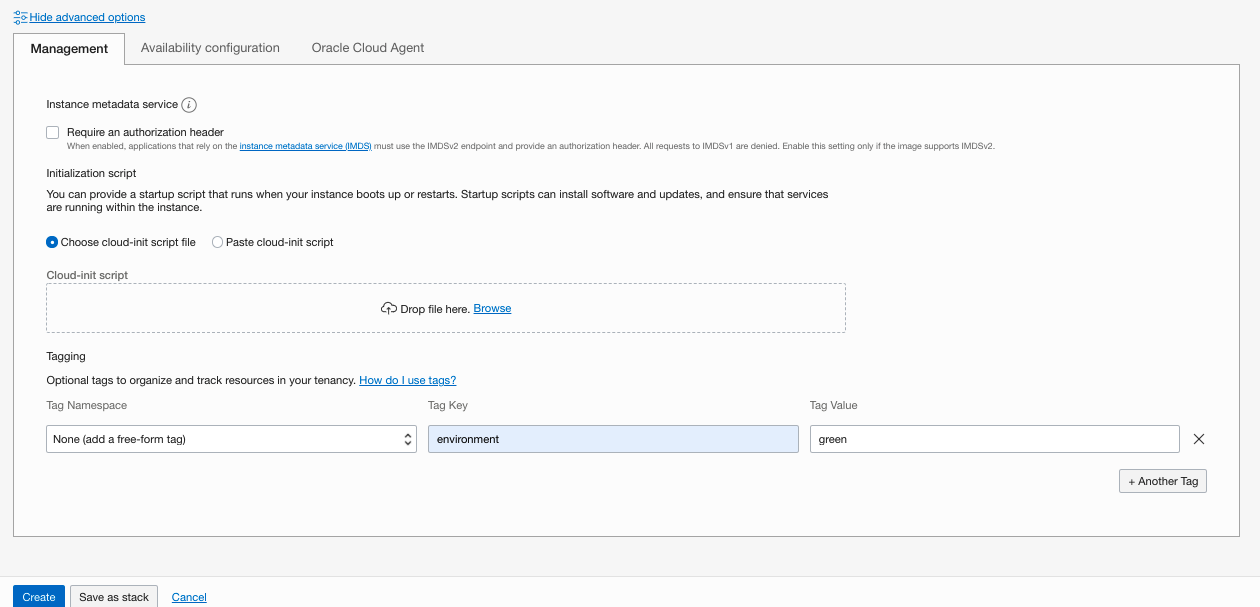 Hide advanced options
Management
Availability configuration
Oracle Cloud Agent
Instance metadata service i
Require an authorization header
When enabled, applications that rely on the instance metadata service (IMDS) must use the IMDSv2 endpoint and provide an authorization header. All requests to IMDSv1 are denied. Enable this setting only if the image supports IMDSv2.
Initialization script
You can provide a startup script that runs when your instance boots up or restarts. Startup scripts can install software and updates, and ensure that services
are running within the instance.
Choose cloud-init script file
Paste cloud-init script
Cloud-init script
Drop file here. Browse
Tagging
Optional tags to organize and track resources in your tenancy. How do I use tags?
Tag Namespace
Tag Key
Tag Value
None (add a free-form tag)
environment
green
+ Another Tag
Create
Save as stack
Cancel